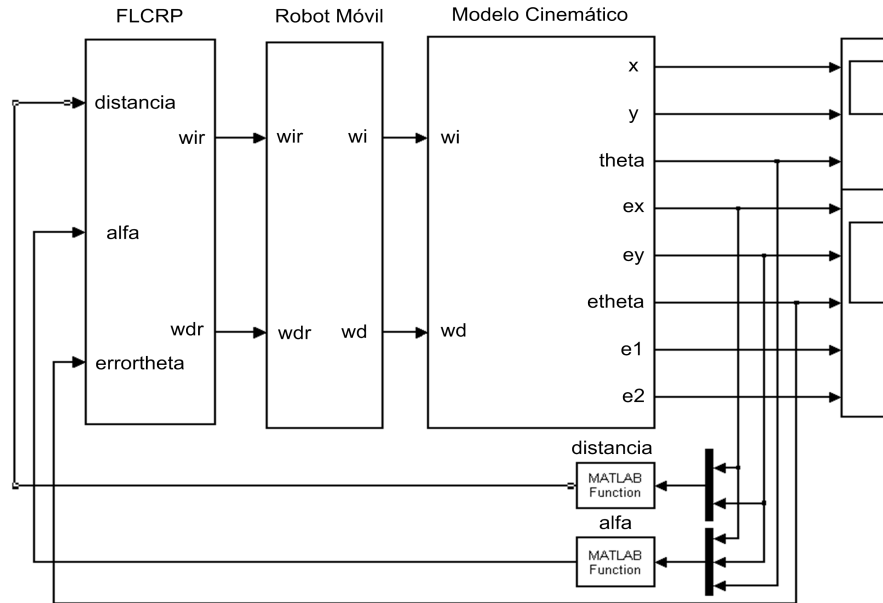 FLCRP
Robot Móvil
Modelo Cinemático
distancia
alfa
errortheta
wir
wdr
wir
wdr
wi
wd
wi
wd
x
y
theta
ex
ey
etheta
e1
e2
distancia
MATLAB
Function
alfa
MATLAB
Function